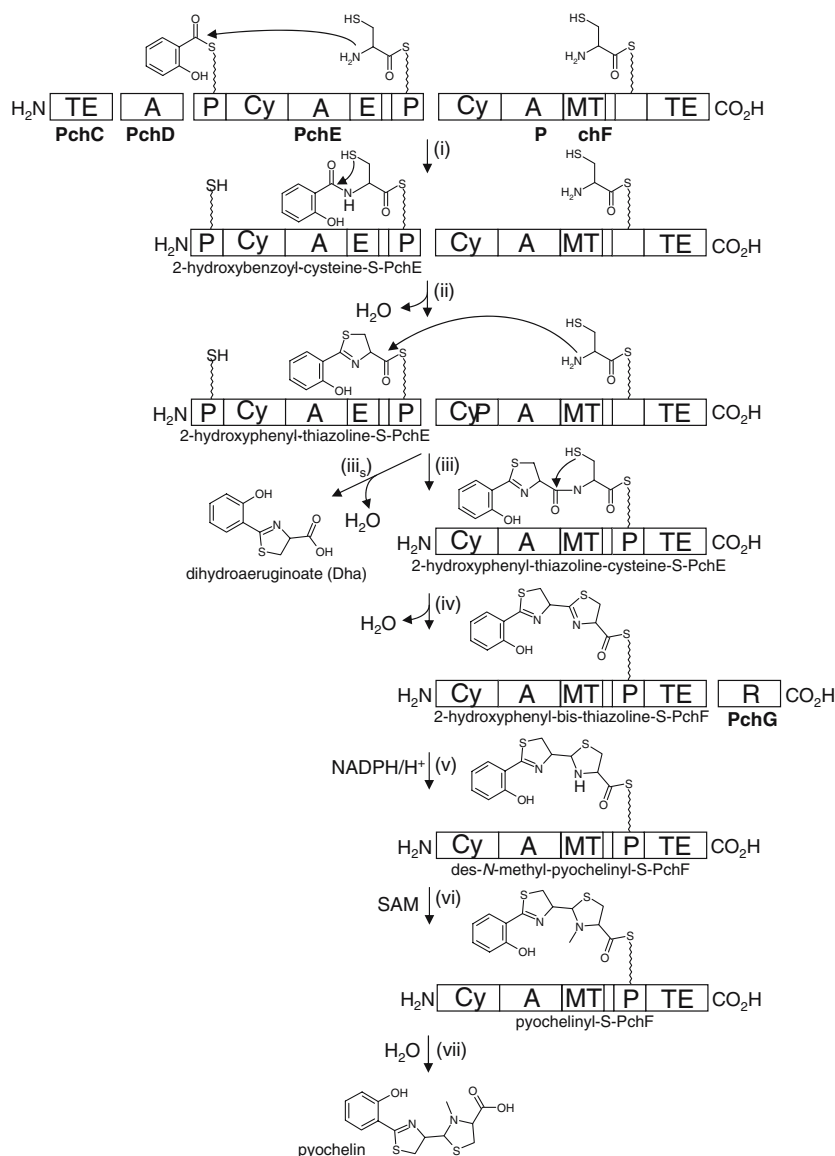 O
S
OH
HS
H₂N
S
O
HS
H₂N
S
O
H₂N TE A P Cy A E P Cy A MT TE CO₂H
PchC PchD PchE P chF
(i)
SH
O
HS
N
H
OH
S
O
HS
H₂N
S
O
H₂N P Cy A E P Cy A MT TE CO₂H
2-hydroxybenzoyl-cysteine-S-PchE
H₂O (ii)
SH
S
N
OH
S
O
HS
H₂N
S
O
H₂N P Cy A E P CyP A MT TE CO₂H
2-hydroxyphenyl-thiazoline-S-PchE
(iiiₛ) (iii)
H₂O
OH
N
S
O
OH
dihydroaeruginoate (Dha)
S
N
OH
O
HS
N
O
S
H₂N Cy A MT P TE CO₂H
2-hydroxyphenyl-thiazoline-cysteine-S-PchE
H₂O (iv)
S
N
OH
S
N
O
S
H₂N Cy A MT P TE R CO₂H
2-hydroxyphenyl-bis-thiazoline-S-PchF PchG
NADPH/H⁺ (v)
S
N
OH
S
N
H
O
S
H₂N Cy A MT P TE CO₂H
des-N-methyl-pyochelinyl-S-PchF
SAM (vi)
S
N
OH
S
N
O
S
H₂N Cy A MT P TE CO₂H
pyochelinyl-S-PchF
H₂O (vii)
OH
N
S
N
S
O
OH
pyochelin